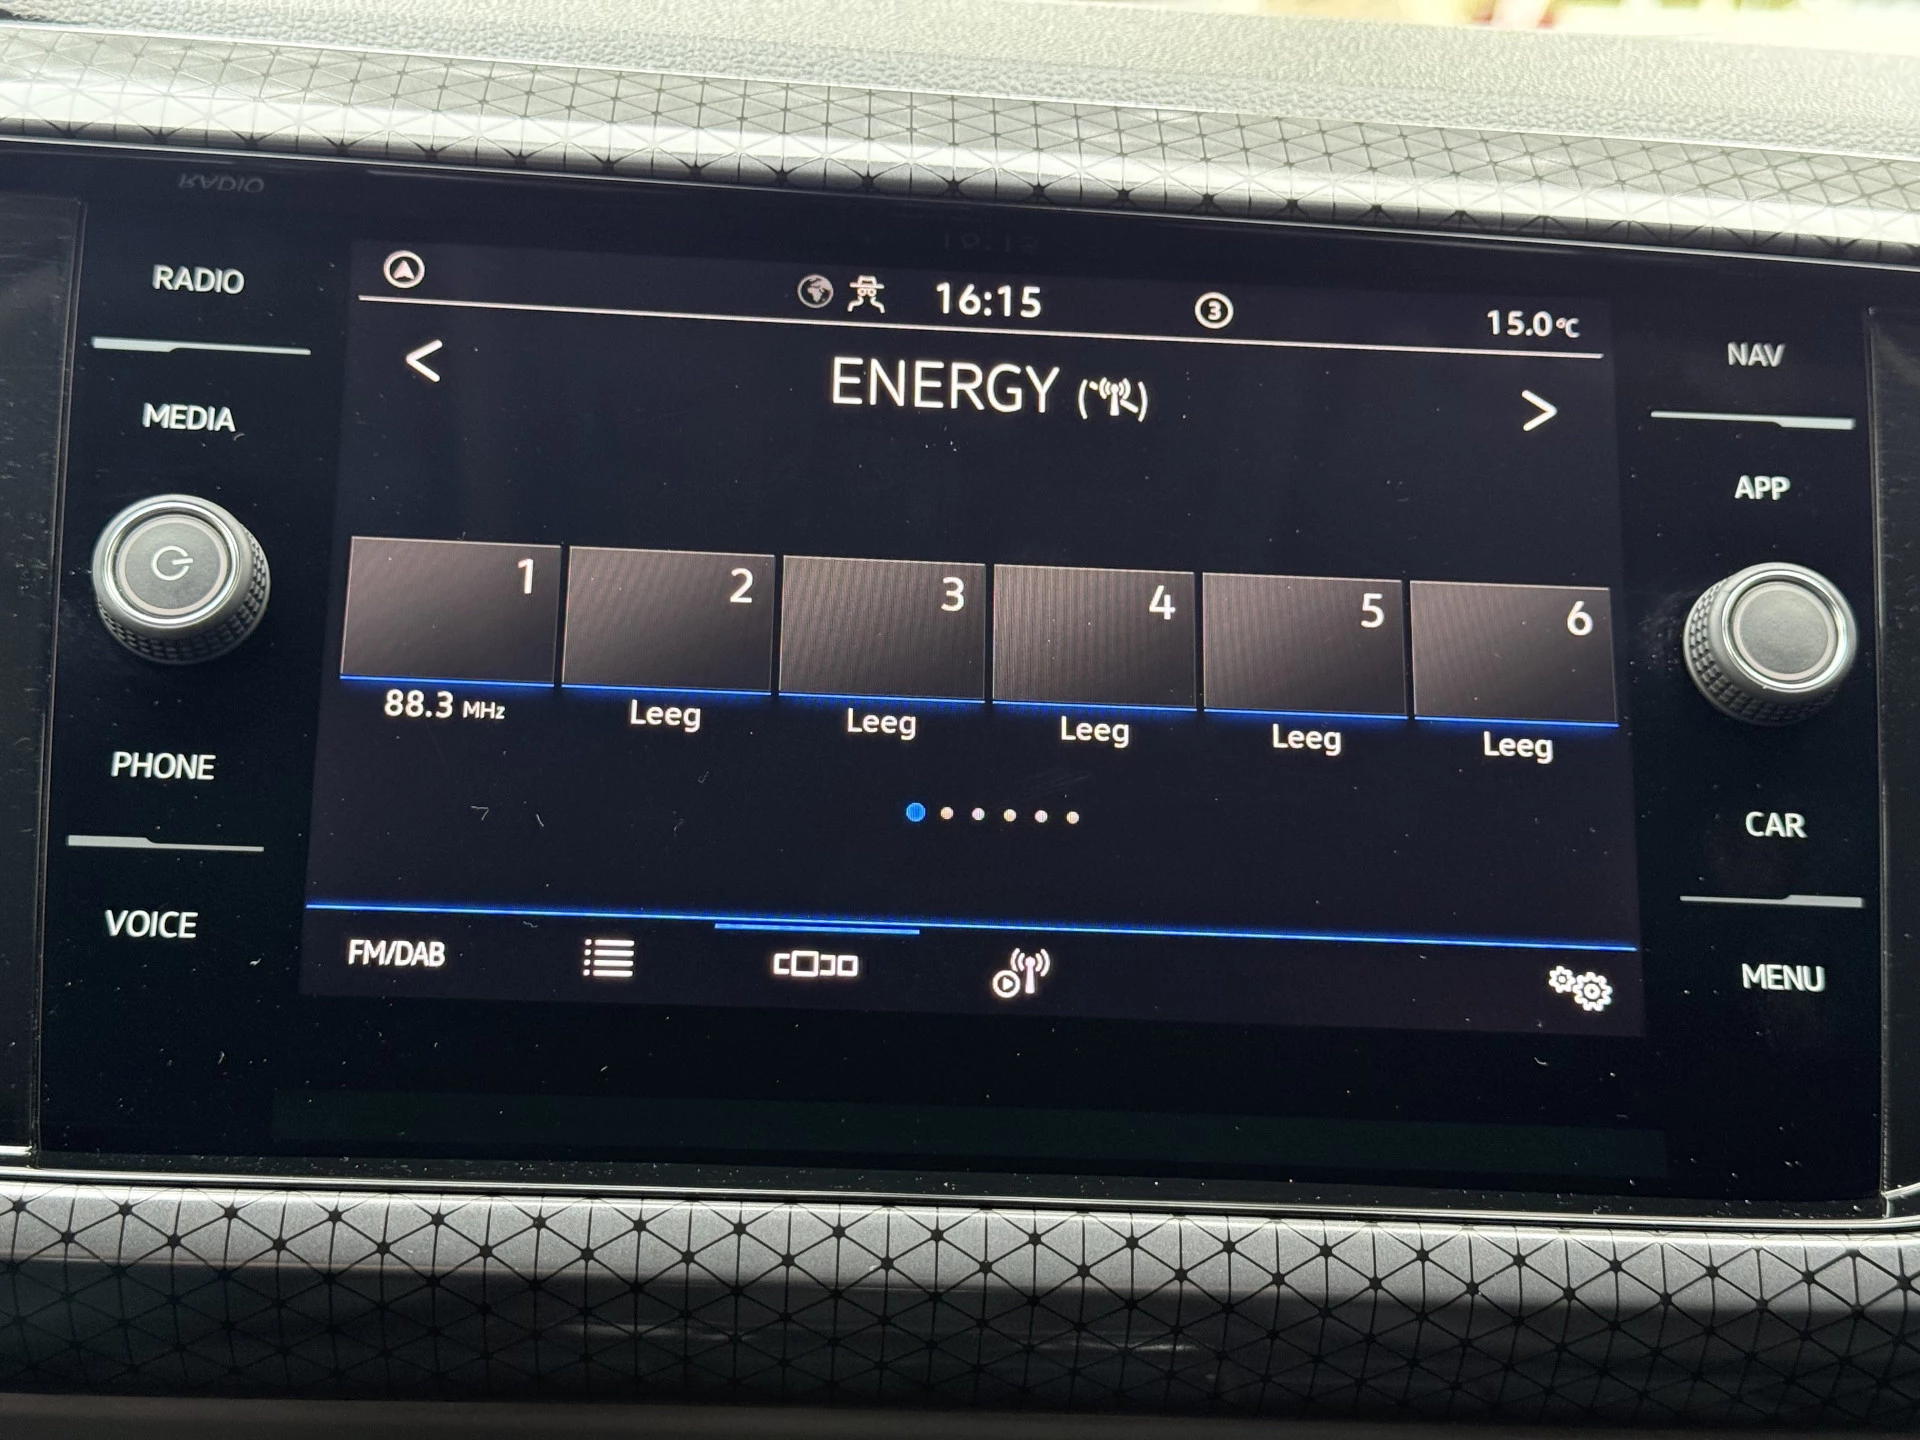 RADIO
MEDIA
PHONE
VOICE
16:15
3
15.0°C
<
ENERGY
>
1
2
3
4
5
6
88.3 MHz
Leeg
Leeg
Leeg
Leeg
Leeg
FM/DAB
NAV
APP
CAR
MENU